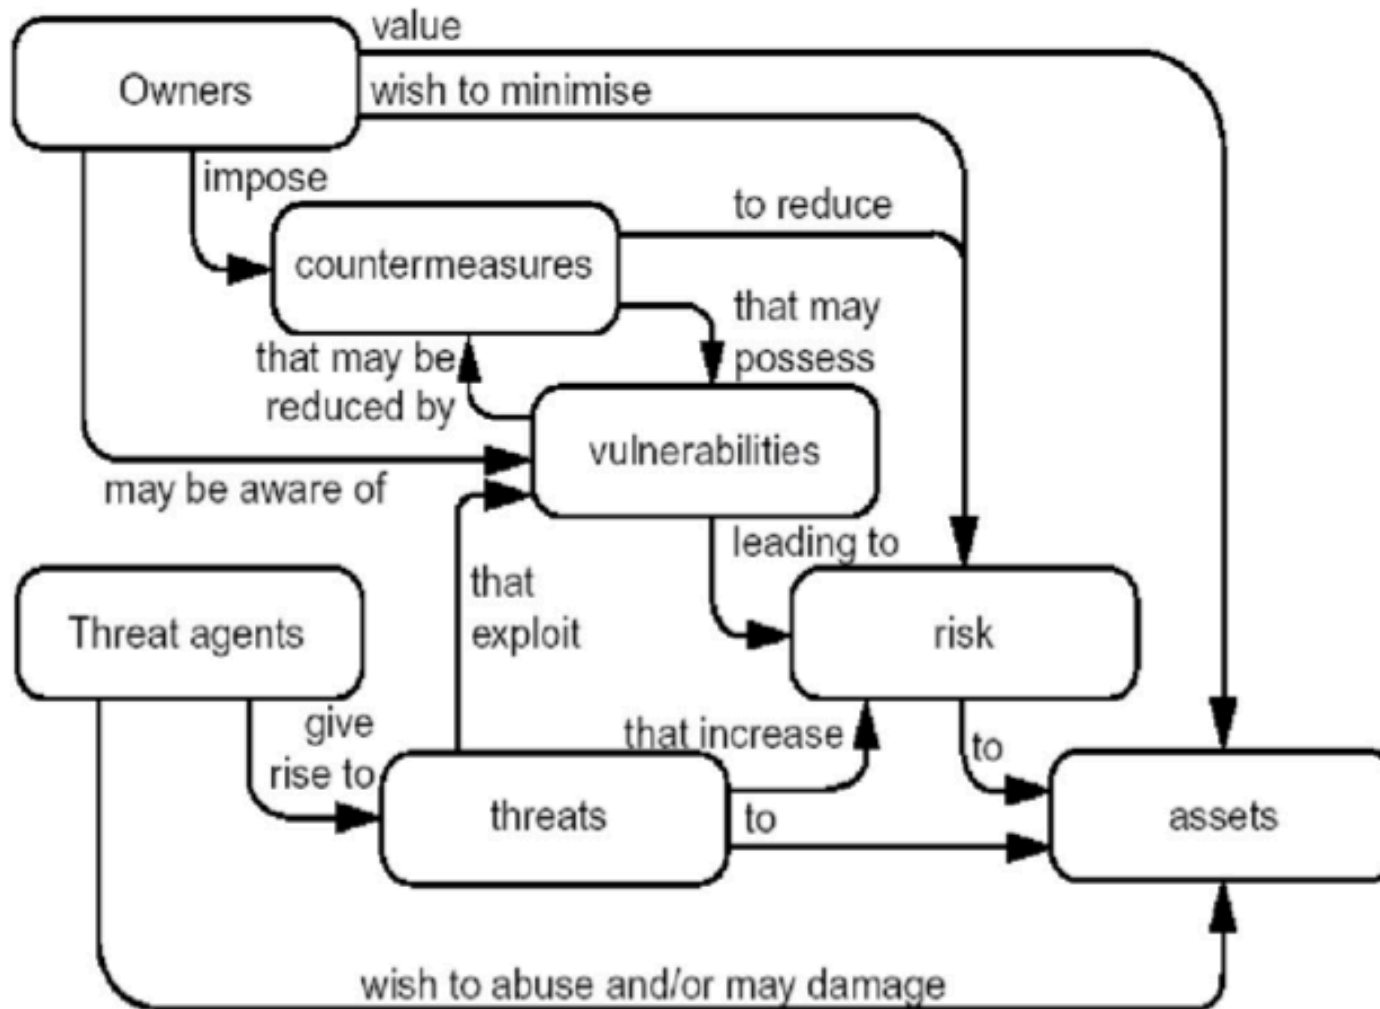 value
Owners
wish to minimise
impose
to reduce
countermeasures
that may
possess
that may be
reduced by
vulnerabilities
may be aware of
leading to
that
exploit
Threat agents
risk
give
rise to
that increase
to
threats
to
assets
wish to abuse and/or may damage